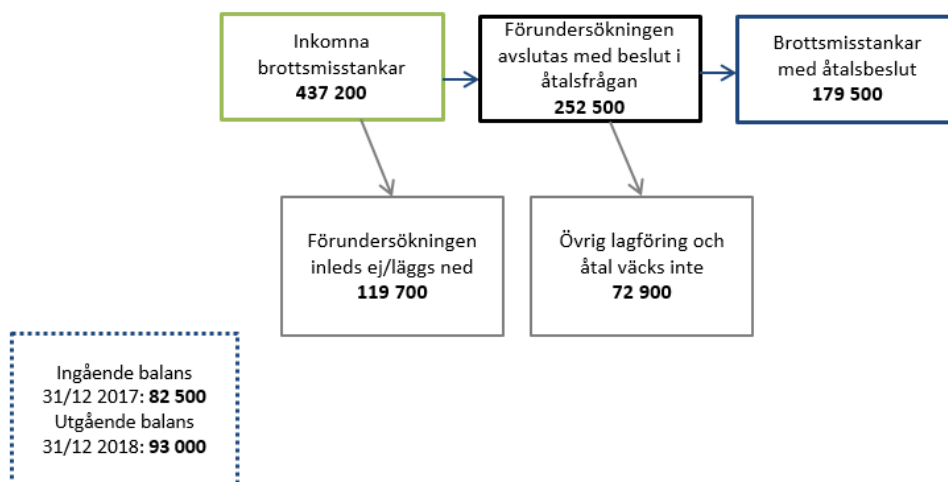 Inkomna
brottsmisstankar
437 200
Förundersökningen
avslutas med beslut i
åtalsfrågan
252 500
Brottsmisstankar
med åtalsbeslut
179 500
Förundersökningen
inleds ej/läggs ned
119 700
Övrig lagföring och
åtal väcks inte
72 900
Ingående balans
31/12 2017: 82 500
Utgående balans
31/12 2018: 93 000